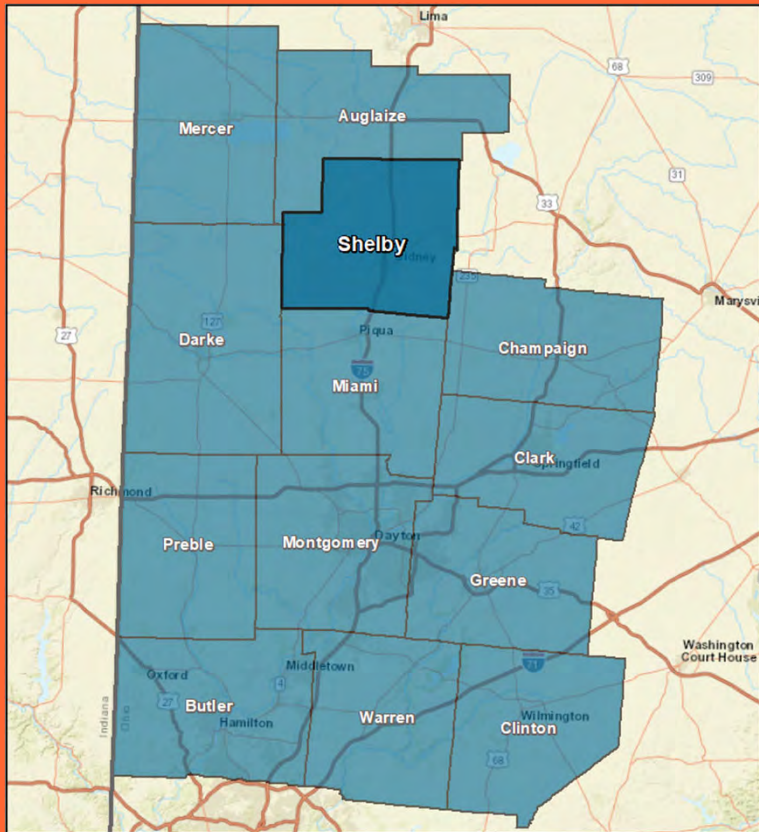 Lima
68
309
Mercer
Auglaize
31
33
Shelby
Sidney
235
Marysvi
127
27
Piqua
Darke
Champaign
75
Miami
Clark
Springfield
Richmond
42
Dayton
Preble
Montgomery
Greene
35
Washington
Court House
Middletown
71
Oxford
4
27
Butler
Hamilton
Warren
Wilmington
Clinton
Indiana
Ohio
68